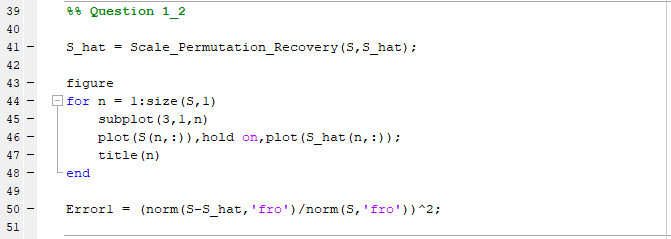 39 %% Question 1_2
40
41 – S_hat = Scale_Permutation_Recovery(S,S_hat);
42
43 – figure
44 – for n = 1:size(S,1)
45 – subplot(3,1,n)
46 – plot(S(n,:)),hold on,plot(S_hat(n,:));
47 – title(n)
48 – end
49
50 – Error1 = (norm(S-S_hat,'fro')/norm(S,'fro'))^2;
51